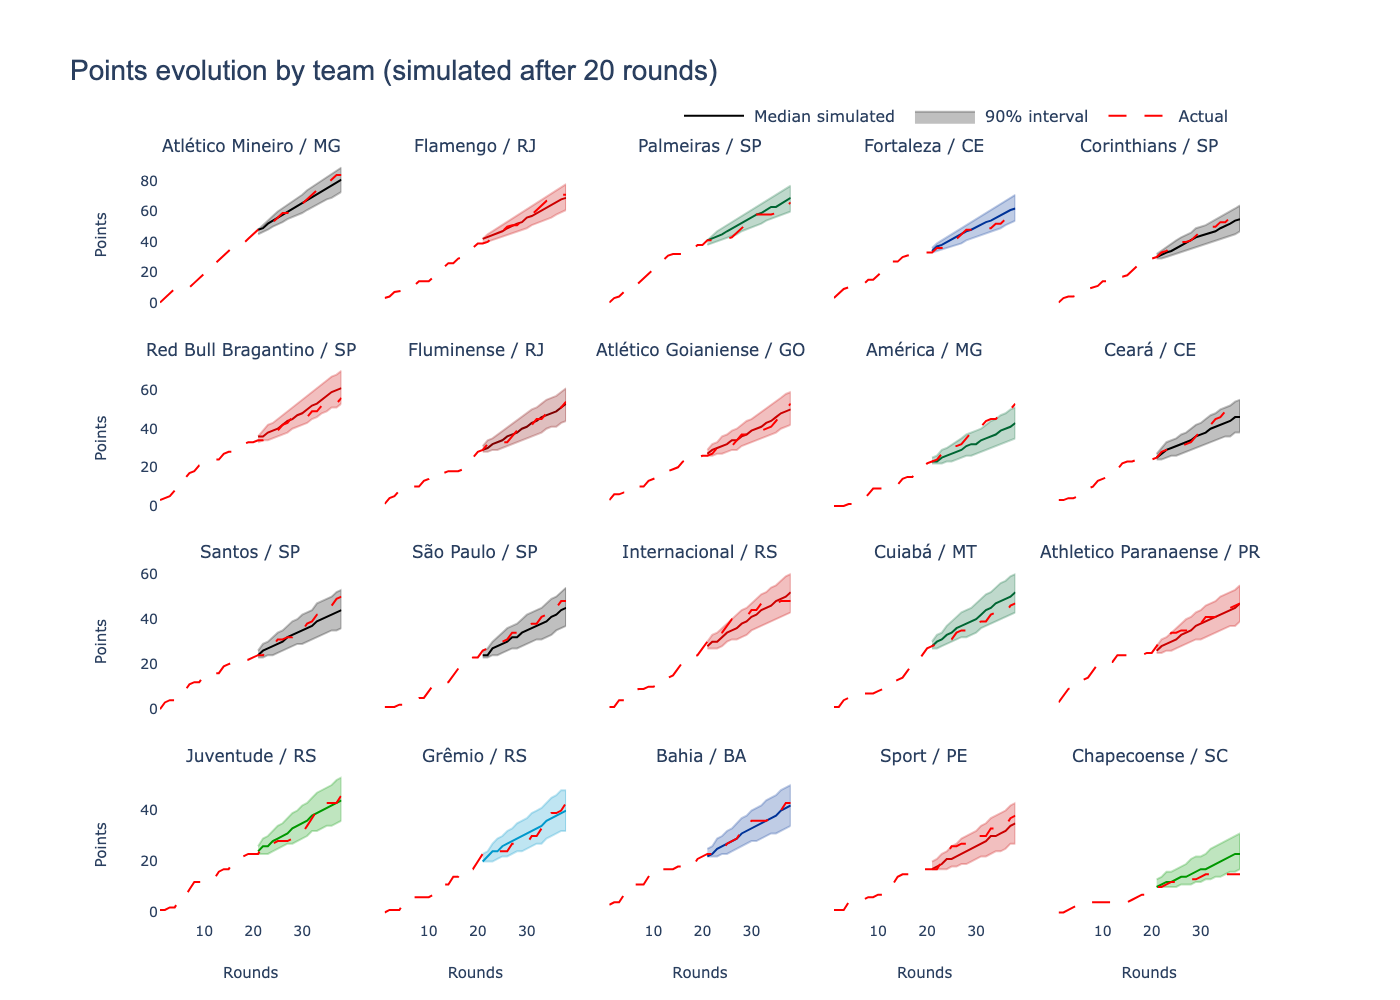 Points evolution by team (simulated after 20 rounds)
Median simulated 90% interval Actual
Atlético Mineiro / MG Flamengo / RJ Palmeiras / SP Fortaleza / CE Corinthians / SP
80
60
40
20
0
Points
Red Bull Bragantino / SP Fluminense / RJ Atlético Goianiense / GO América / MG Ceará / CE
60
40
20
0
Points
Santos / SP São Paulo / SP Internacional / RS Cuiabá / MT Athletico Paranaense / PR
60
40
20
0
Points
Juventude / RS Grêmio / RS Bahia / BA Sport / PE Chapecoense / SC
40
20
0
Points
10 20 30 10 20 30 10 20 30 10 20 30 10 20 30
Rounds Rounds Rounds Rounds Rounds